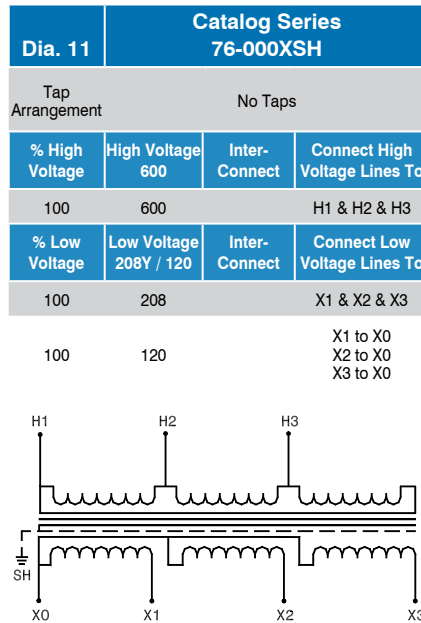 Dia. 11
Catalog Series
76-000XSH
Tap
Arrangement
No Taps
% High
Voltage
High Voltage
600
Inter-
Connect
Connect High
Voltage Lines To
100 600 H1 & H2 & H3
% Low
Voltage
Low Voltage
208Y / 120
Inter-
Connect
Connect Low
Voltage Lines To
100 208 X1 & X2 & X3
100 120
X1 to X0
X2 to X0
X3 to X0
H1 H2 H3
SH
X0 X1 X2 X3